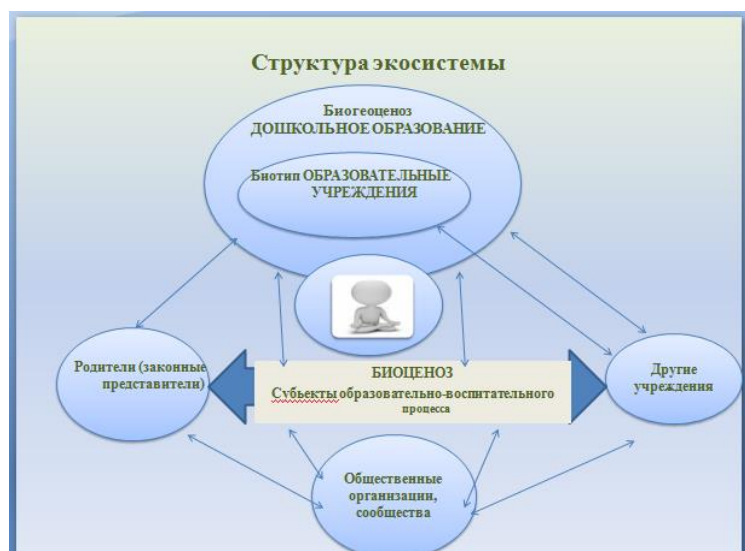 Структура экосистемы
Биогеоценоз
ДОШКОЛЬНОЕ ОБРАЗОВАНИЕ
Биотип ОБРАЗОВАТЕЛЬНЫЕ
УЧРЕЖДЕНИЯ
Родители (законные
представители)
БИОЦЕНОЗ
Субъекты образовательно-воспитательного
процесса
Другие
учреждения
Общественные
организации,
сообщества